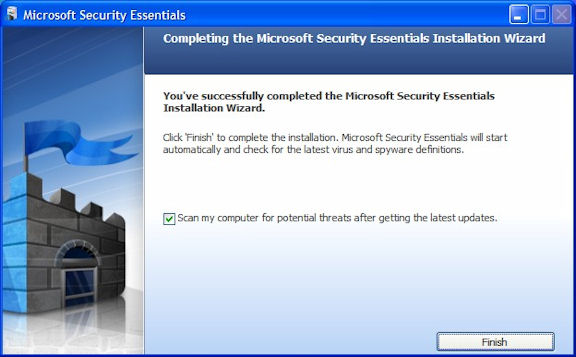 Microsoft Security Essentials
Completing the Microsoft Security Essentials Installation Wizard
You've successfully completed the Microsoft Security Essentials
Installation Wizard.
Click 'Finish' to complete the installation. Microsoft Security Essentials will start
automatically and check for the latest virus and spyware definitions.
Scan my computer for potential threats after getting the latest updates.
Finish